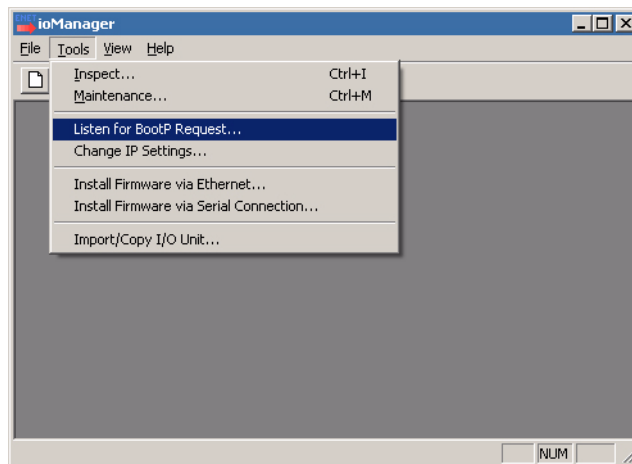 ENET
ioManager
File Tools View Help
Inspect... Ctrl+I
Maintenance... Ctrl+M
Listen for BootP Request...
Change IP Settings...
Install Firmware via Ethernet...
Install Firmware via Serial Connection...
Import/Copy I/O Unit...
NUM